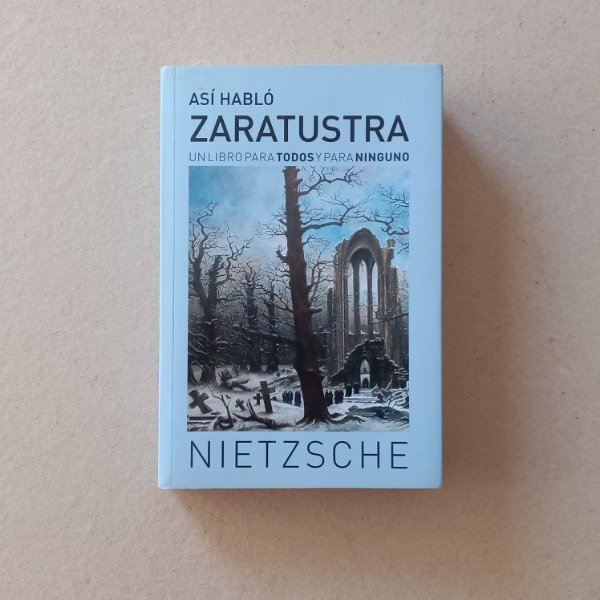 ASÍ HABLÓ
ZARATUSTRA
UN LIBRO PARA TODOS Y PARA NINGUNO
NIETZSCHE